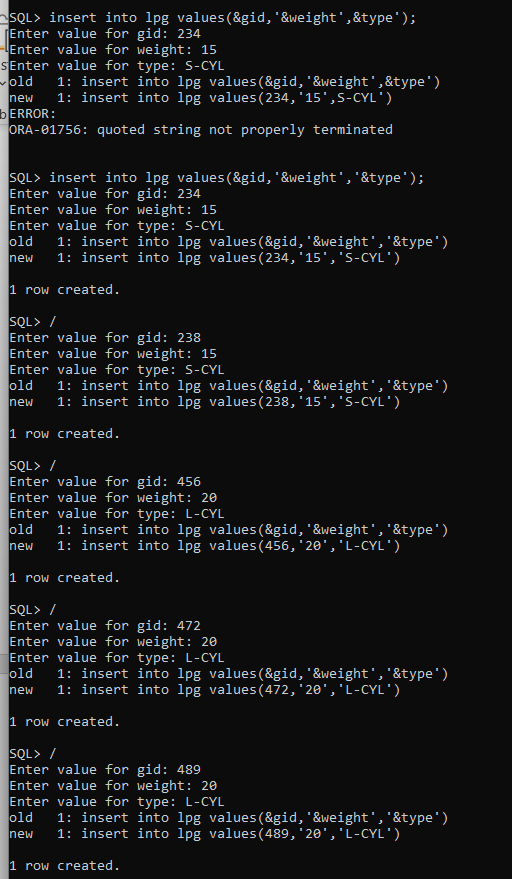 SQL> insert into lpg values(&gid,'&weight',&type');
Enter value for gid: 234
Enter value for weight: 15
Enter value for type: S-CYL
old   1: insert into lpg values(&gid,'&weight',&type')
new   1: insert into lpg values(234,'15',S-CYL')
ERROR:
ORA-01756: quoted string not properly terminated
SQL> insert into lpg values(&gid,'&weight','&type');
Enter value for gid: 234
Enter value for weight: 15
Enter value for type: S-CYL
old   1: insert into lpg values(&gid,'&weight','&type')
new   1: insert into lpg values(234,'15','S-CYL')
1 row created.
SQL> /
Enter value for gid: 238
Enter value for weight: 15
Enter value for type: S-CYL
old   1: insert into lpg values(&gid,'&weight','&type')
new   1: insert into lpg values(238,'15','S-CYL')
1 row created.
SQL> /
Enter value for gid: 456
Enter value for weight: 20
Enter value for type: L-CYL
old   1: insert into lpg values(&gid,'&weight','&type')
new   1: insert into lpg values(456,'20','L-CYL')
1 row created.
SQL> /
Enter value for gid: 472
Enter value for weight: 20
Enter value for type: L-CYL
old   1: insert into lpg values(&gid,'&weight','&type')
new   1: insert into lpg values(472,'20','L-CYL')
1 row created.
SQL> /
Enter value for gid: 489
Enter value for weight: 20
Enter value for type: L-CYL
old   1: insert into lpg values(&gid,'&weight','&type')
new   1: insert into lpg values(489,'20','L-CYL')
1 row created.